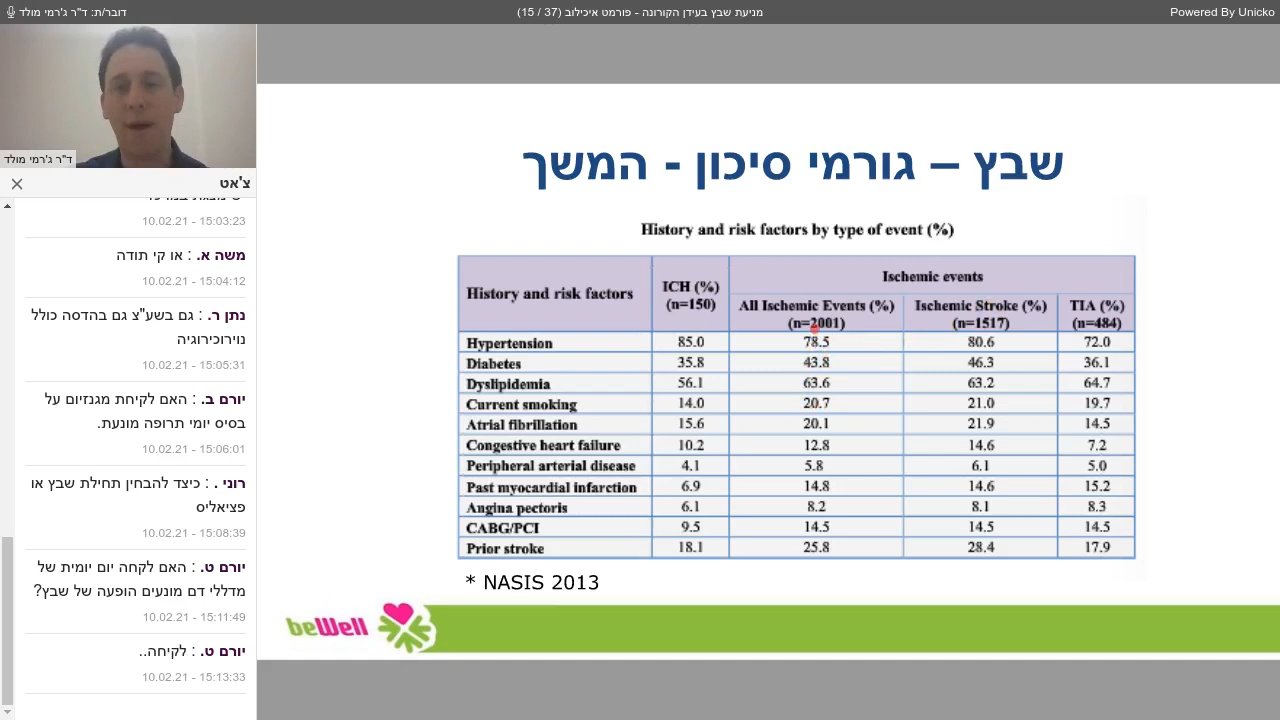 דובר/ת: ד"ר ג'רמי מולד
מניעת שבץ בעידן הקורונה - פורמט איכילוב (37 / 15)
Powered By Unicko
ד"ר ג'רמי מולד
צ'אט
10.02.21 - 15:03:23
משה א. : או קי תודה
10.02.21 - 15:04:12
נתן ר. : גם בשע"צ גם בהדסה כולל
נוירוכירוגיה
10.02.21 - 15:05:31
יורם ב. : האם לקיחת מגנזיום על
בסיס יומי תרופה מונעת.
10.02.21 - 15:06:01
רוני . : כיצד להבחין תחילת שבץ או
פציאליס
10.02.21 - 15:08:39
יורם ט. : האם לקחה יום יומית של
מדללי דם מונעים הופעה של שבץ?
10.02.21 - 15:11:49
יורם ט. : לקיחה..
10.02.21 - 15:13:33
שבץ – גורמי סיכון - המשך
History and risk factors by type of event (%)
History and risk factors ICH (%) (n=150) Ischemic events
All Ischemic Events (%) (n=2001) Ischemic Stroke (%) (n=1517) TIA (%) (n=484)
Hypertension 85.0 78.5 80.6 72.0
Diabetes 35.8 43.8 46.3 36.1
Dyslipidemia 56.1 63.6 63.2 64.7
Current smoking 14.0 20.7 21.0 19.7
Atrial fibrillation 15.6 20.1 21.9 14.5
Congestive heart failure 10.2 12.8 14.6 7.2
Peripheral arterial disease 4.1 5.8 6.1 5.0
Past myocardial infarction 6.9 14.8 14.6 15.2
Angina pectoris 6.1 8.2 8.1 8.3
CABG/PCI 9.5 14.5 14.5 14.5
Prior stroke 18.1 25.8 28.4 17.9
* NASIS 2013
beWell